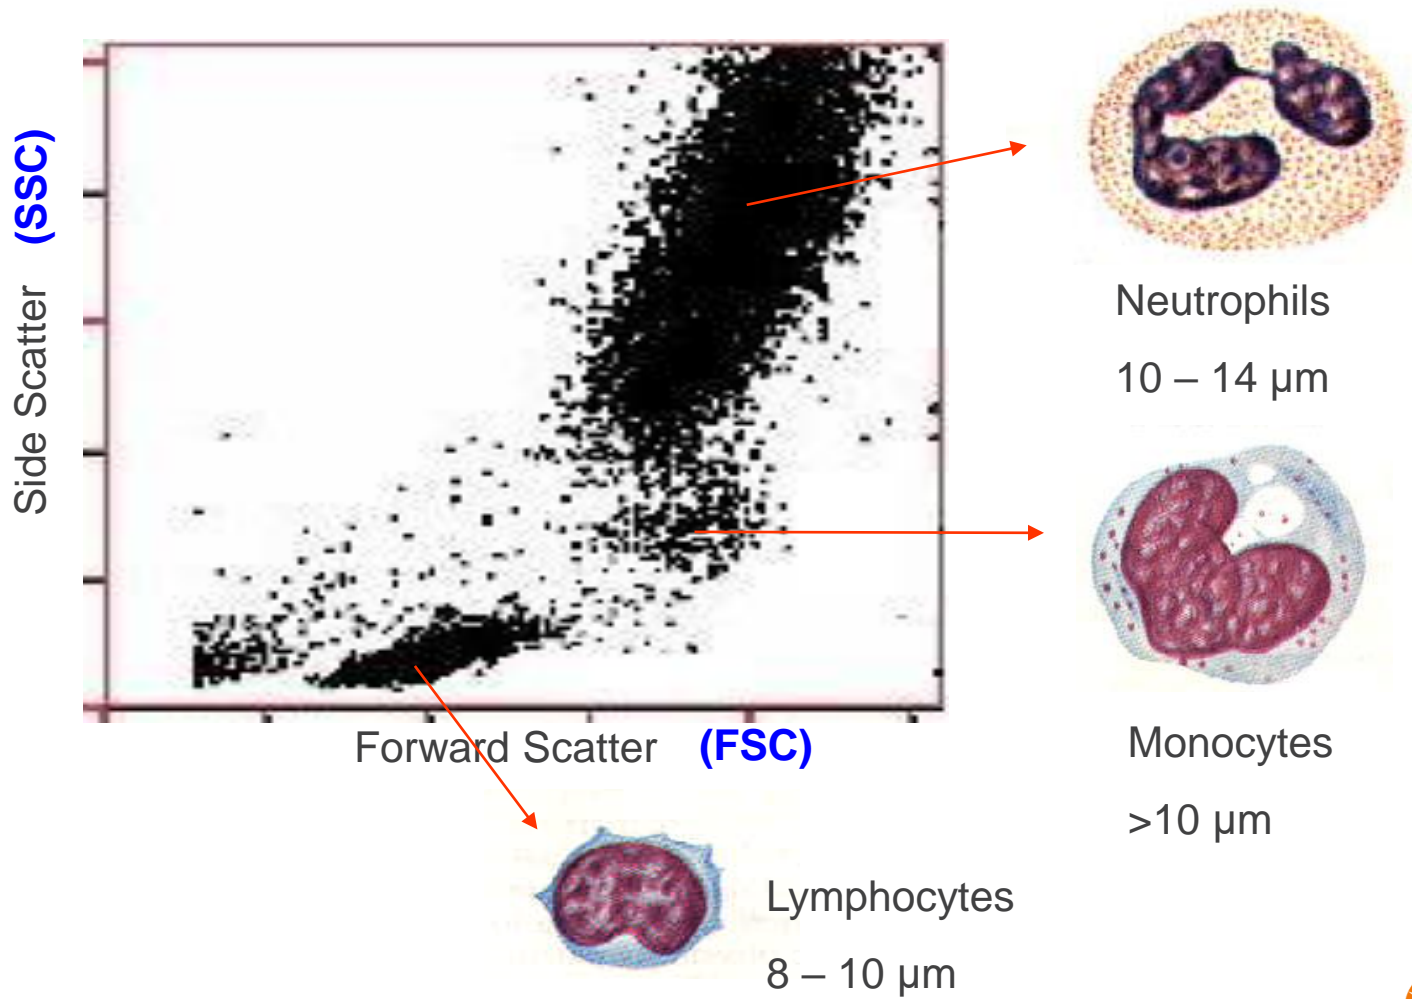 Side Scatter (SSC)
Neutrophils
10 – 14 µm
Forward Scatter (FSC)
Monocytes
>10 µm
Lymphocytes
8 – 10 µm